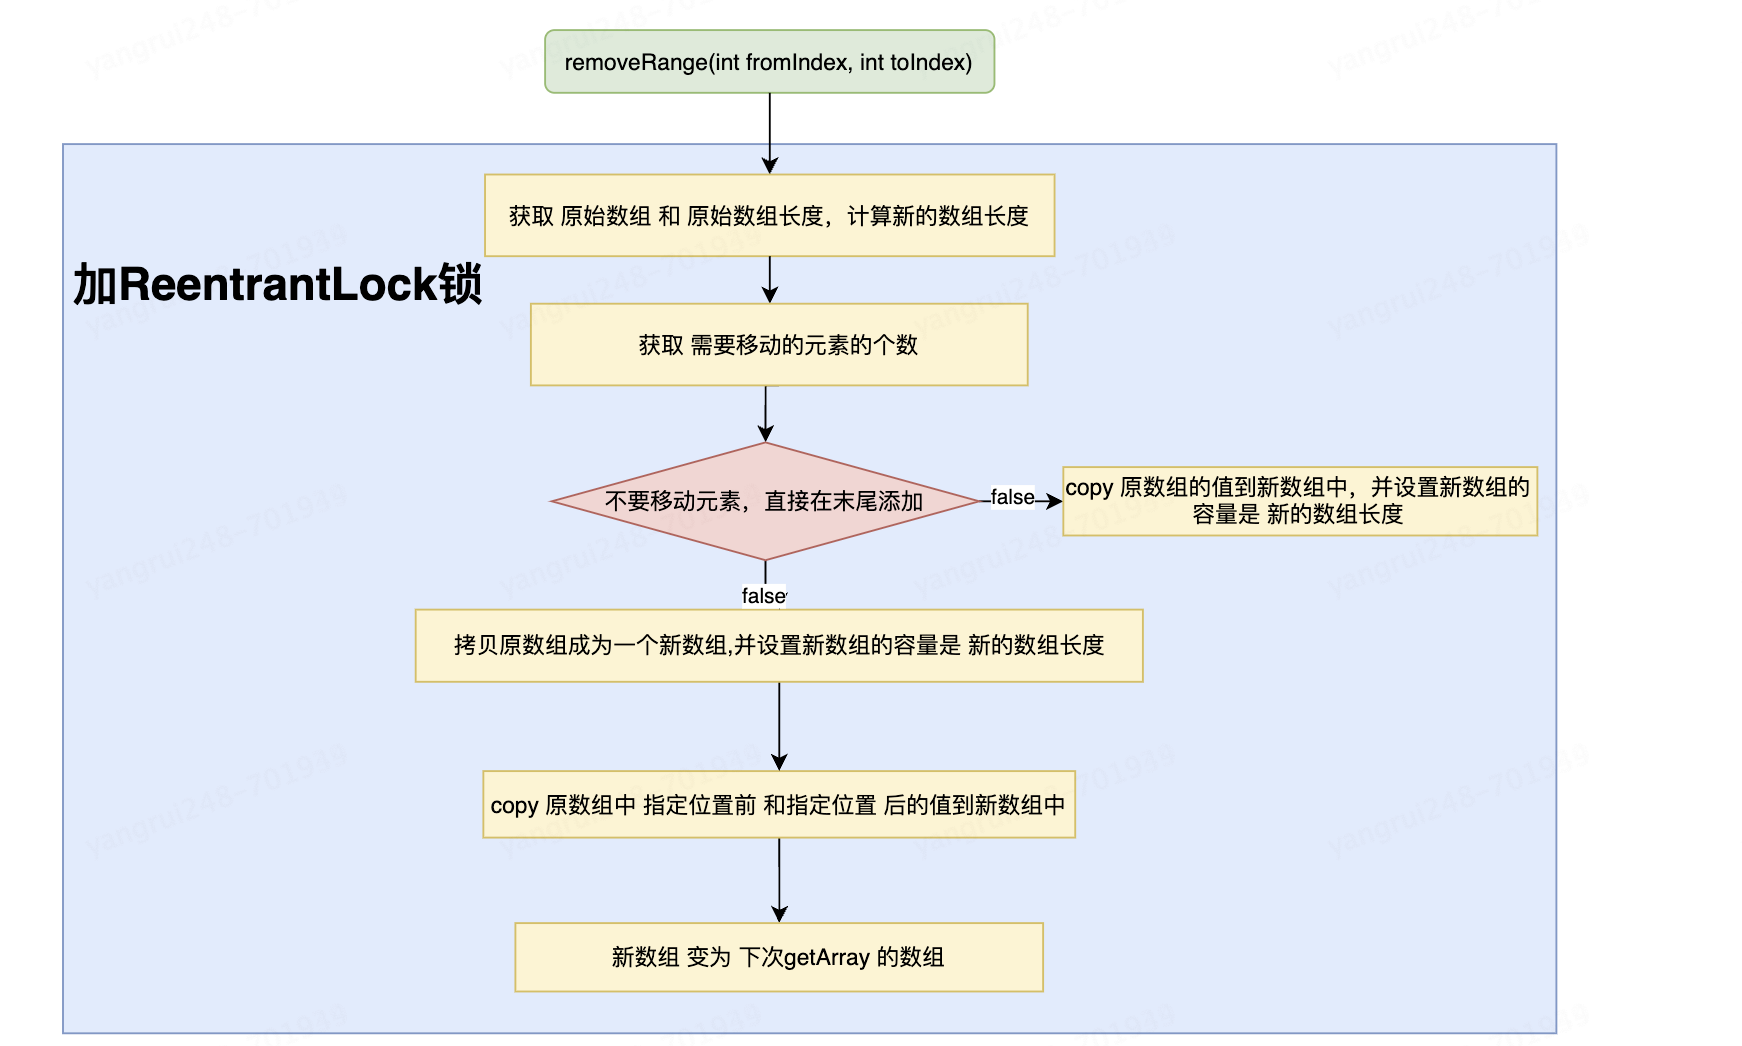 removeRange(int fromIndex, int toIndex)
获取 原始数组 和 原始数组长度，计算新的数组长度
加ReentrantLock锁
获取 需要移动的元素的个数
不要移动元素，直接在末尾添加
false
copy 原数组的值到新数组中，并设置新数组的
容量是 新的数组长度
false
拷贝原数组成为一个新数组,并设置新数组的容量是 新的数组长度
copy 原数组中 指定位置前 和指定位置 后的值到新数组中
新数组 变为 下次getArray 的数组